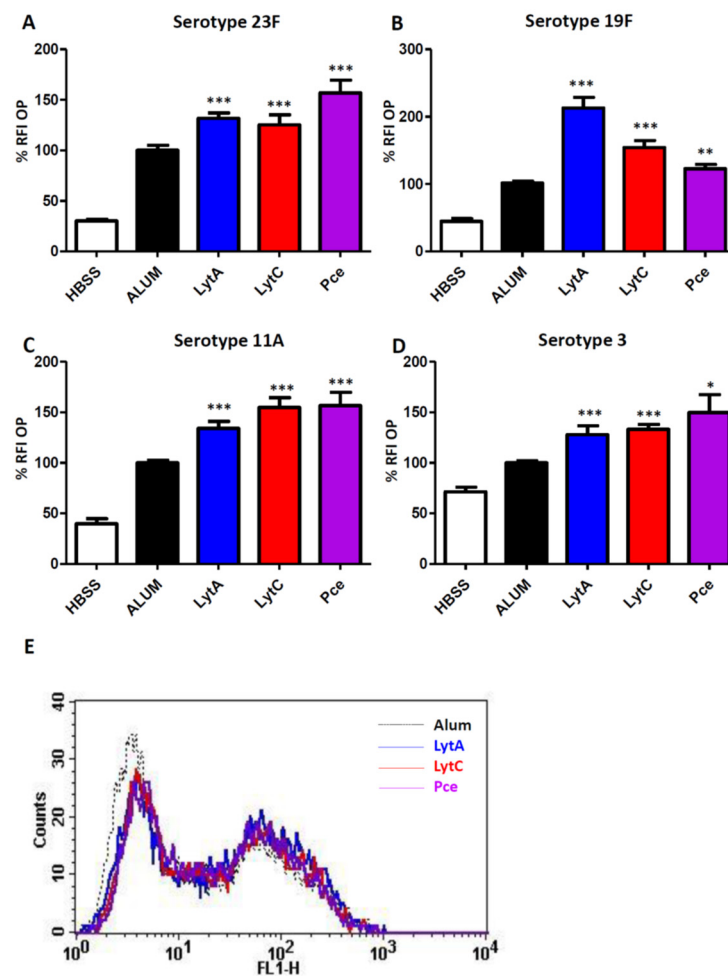 A
Serotype 23F
% RFI OP
200
150
100
50
0
***
***
***
HBSS
ALUM
LytA
LytC
Pce
B
Serotype 19F
% RFI OP
300
200
100
0
***
***
**
HBSS
ALUM
LytA
LytC
Pce
C
Serotype 11A
% RFI OP
200
150
100
50
0
***
***
***
HBSS
ALUM
LytA
LytC
Pce
D
Serotype 3
% RFI OP
200
150
100
50
0
***
***
*
HBSS
ALUM
LytA
LytC
Pce
E
Counts
40
30
20
10
0
Alum
LytA
LytC
Pce
10⁰ 10¹ 10² 10³ 10⁴
FL1-H